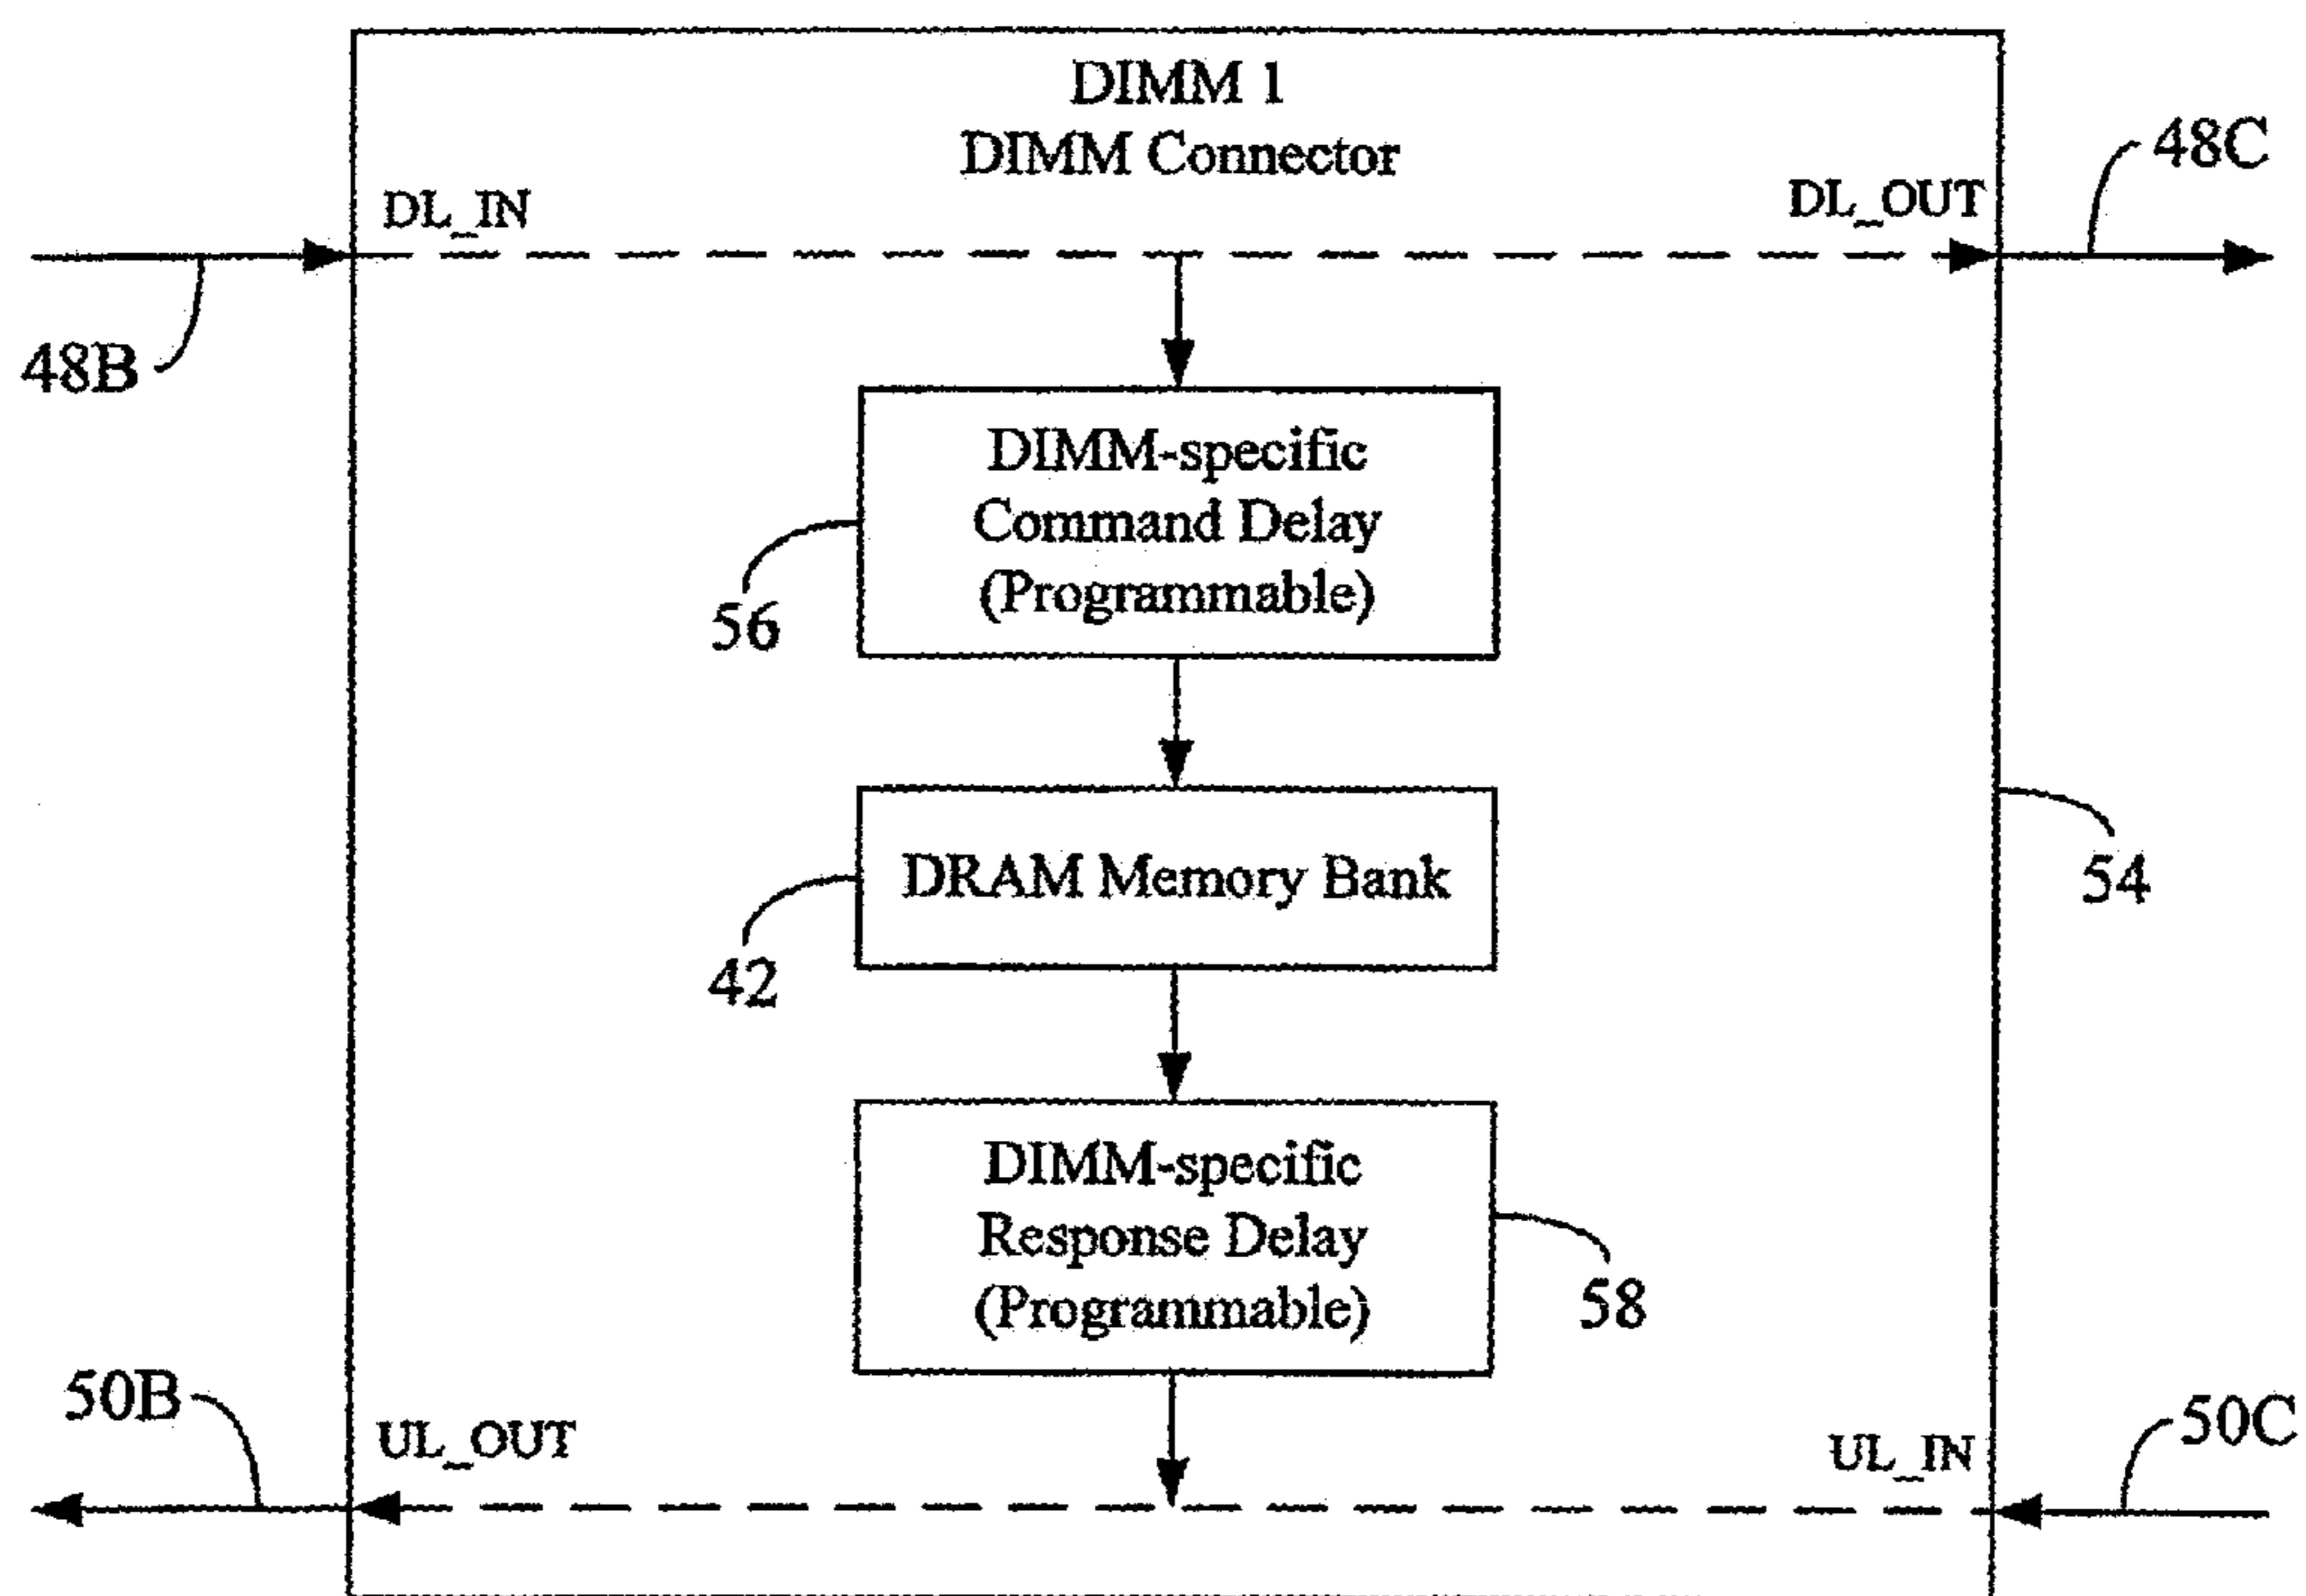 DIMM 1
DIMM Connector
48C
DL_IN
DL_OUT
48B
DIMM-specific
Command Delay
(Programmable)
56
DRAM Memory Bank
54
42
DIMM-specific
Response Delay
(Programmable)
58
50B
UL_OUT
UL_IN
50C